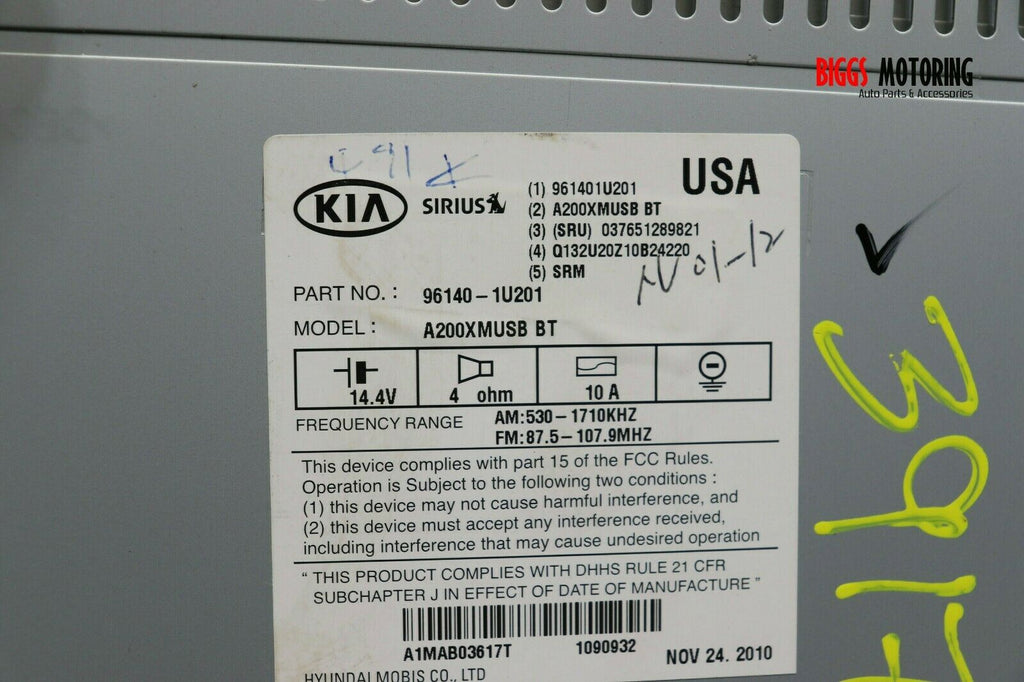 BIGGS MOTORING
Auto Parts & Accessories
491
KIA SIRIUS
USA
(1) 961401U201
(2) A200XMUSB BT
(3) (SRU) 037651289821
(4) Q132U20Z10B24220
(5) SRM
01-12
PART NO. : 96140-1U201
MODEL : A200XMUSB BT
14.4V 4 ohm 10 A
FREQUENCY RANGE AM:530-1710KHZ
FM:87.5-107.9MHZ
This device complies with part 15 of the FCC Rules.
Operation is Subject to the following two conditions :
(1) this device may not cause harmful interference, and
(2) this device must accept any interference received,
including interference that may cause undesired operation
“ THIS PRODUCT COMPLIES WITH DHHS RULE 21 CFR
SUBCHAPTER J IN EFFECT OF DATE OF MANUFACTURE ”
A1MAB03617T 1090932
NOV 24. 2010
HYUNDAI MOBIS CO., LTD
391